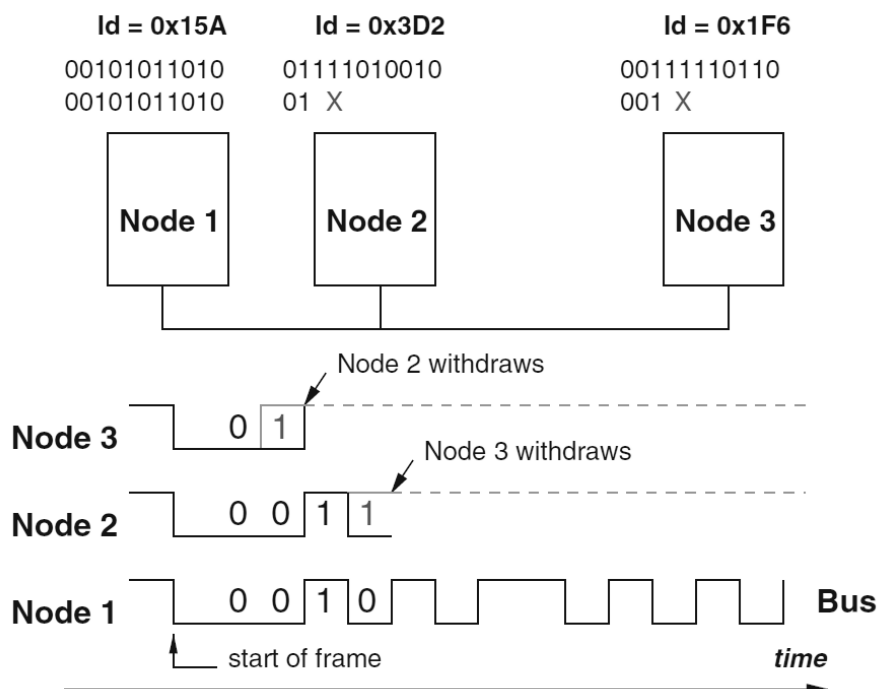 Id = 0x15A Id = 0x3D2 Id = 0x1F6
00101011010 01111010010 00111110110
00101011010 01 X 001 X
Node 1 Node 2 Node 3
Node 2 withdraws
Node 3 0 1
Node 3 withdraws
Node 2 0 0 1 1
Node 1 0 0 1 0 Bus
start of frame time